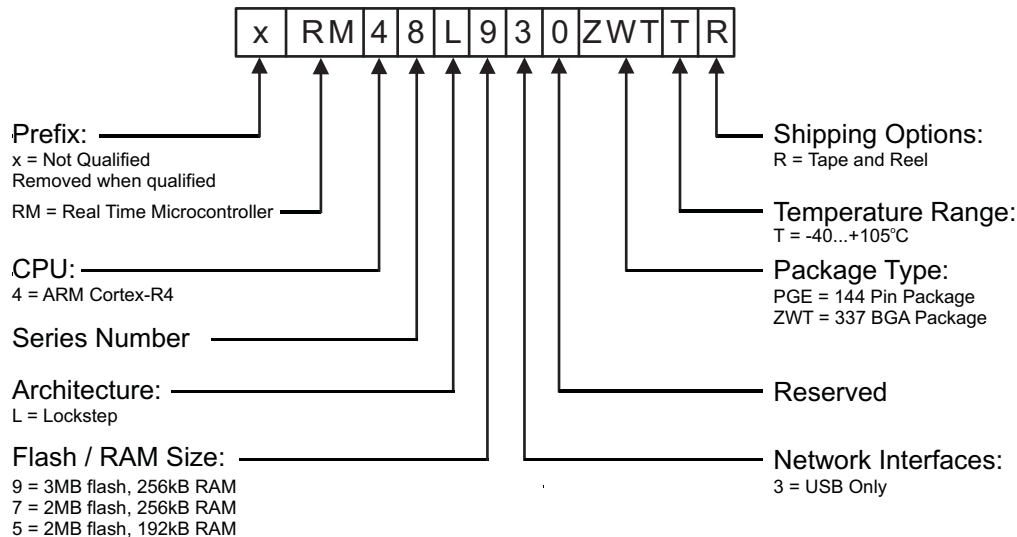 x RM 4 8 L 9 3 0 ZWT T R
Prefix:
x = Not Qualified
Removed when qualified
RM = Real Time Microcontroller
CPU:
4 = ARM Cortex-R4
Series Number
Architecture:
L = Lockstep
Flash / RAM Size:
9 = 3MB flash, 256kB RAM
7 = 2MB flash, 256kB RAM
5 = 2MB flash, 192kB RAM
Shipping Options:
R = Tape and Reel
Temperature Range:
T = -40...+105°C
Package Type:
PGE = 144 Pin Package
ZWT = 337 BGA Package
Reserved
Network Interfaces:
3 = USB Only